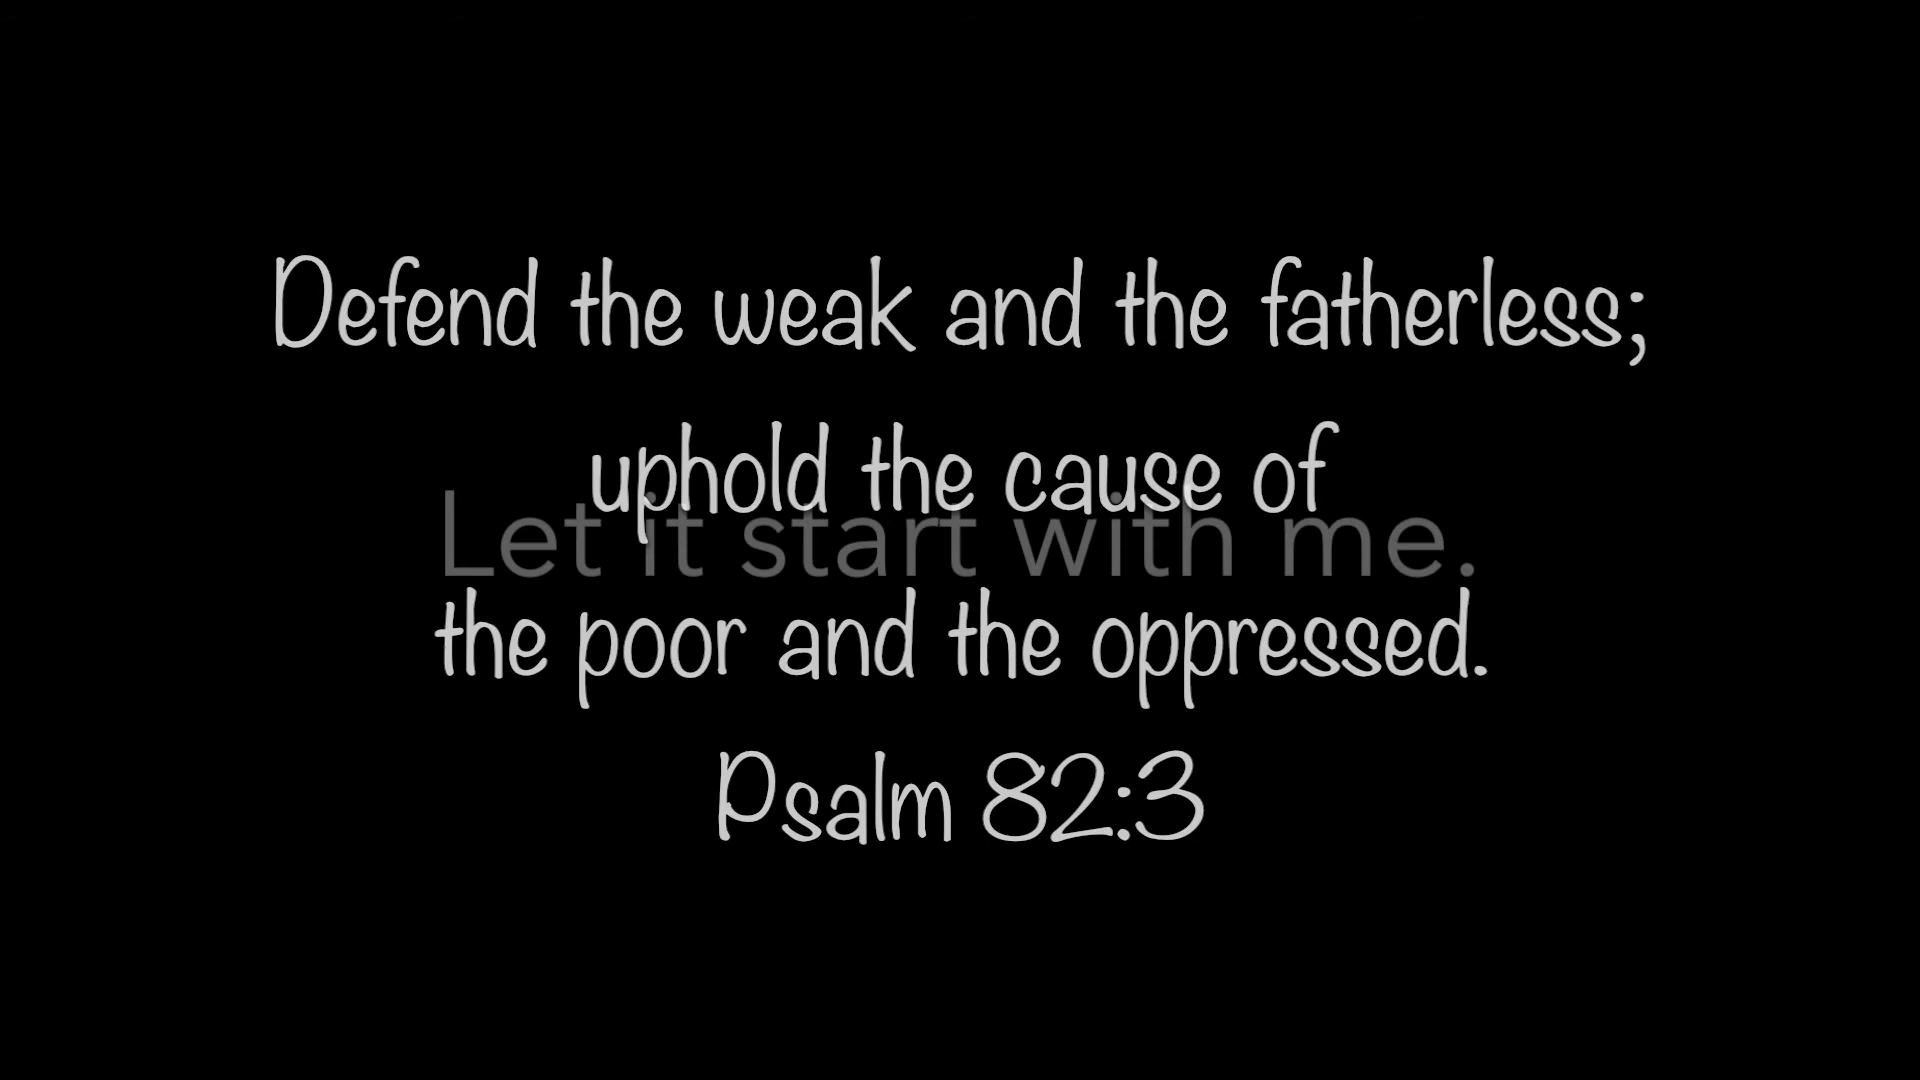 Defend the weak and the fatherless;
uphold the cause of
Let it start with me.
the poor and the oppressed.
Psalm 82:3